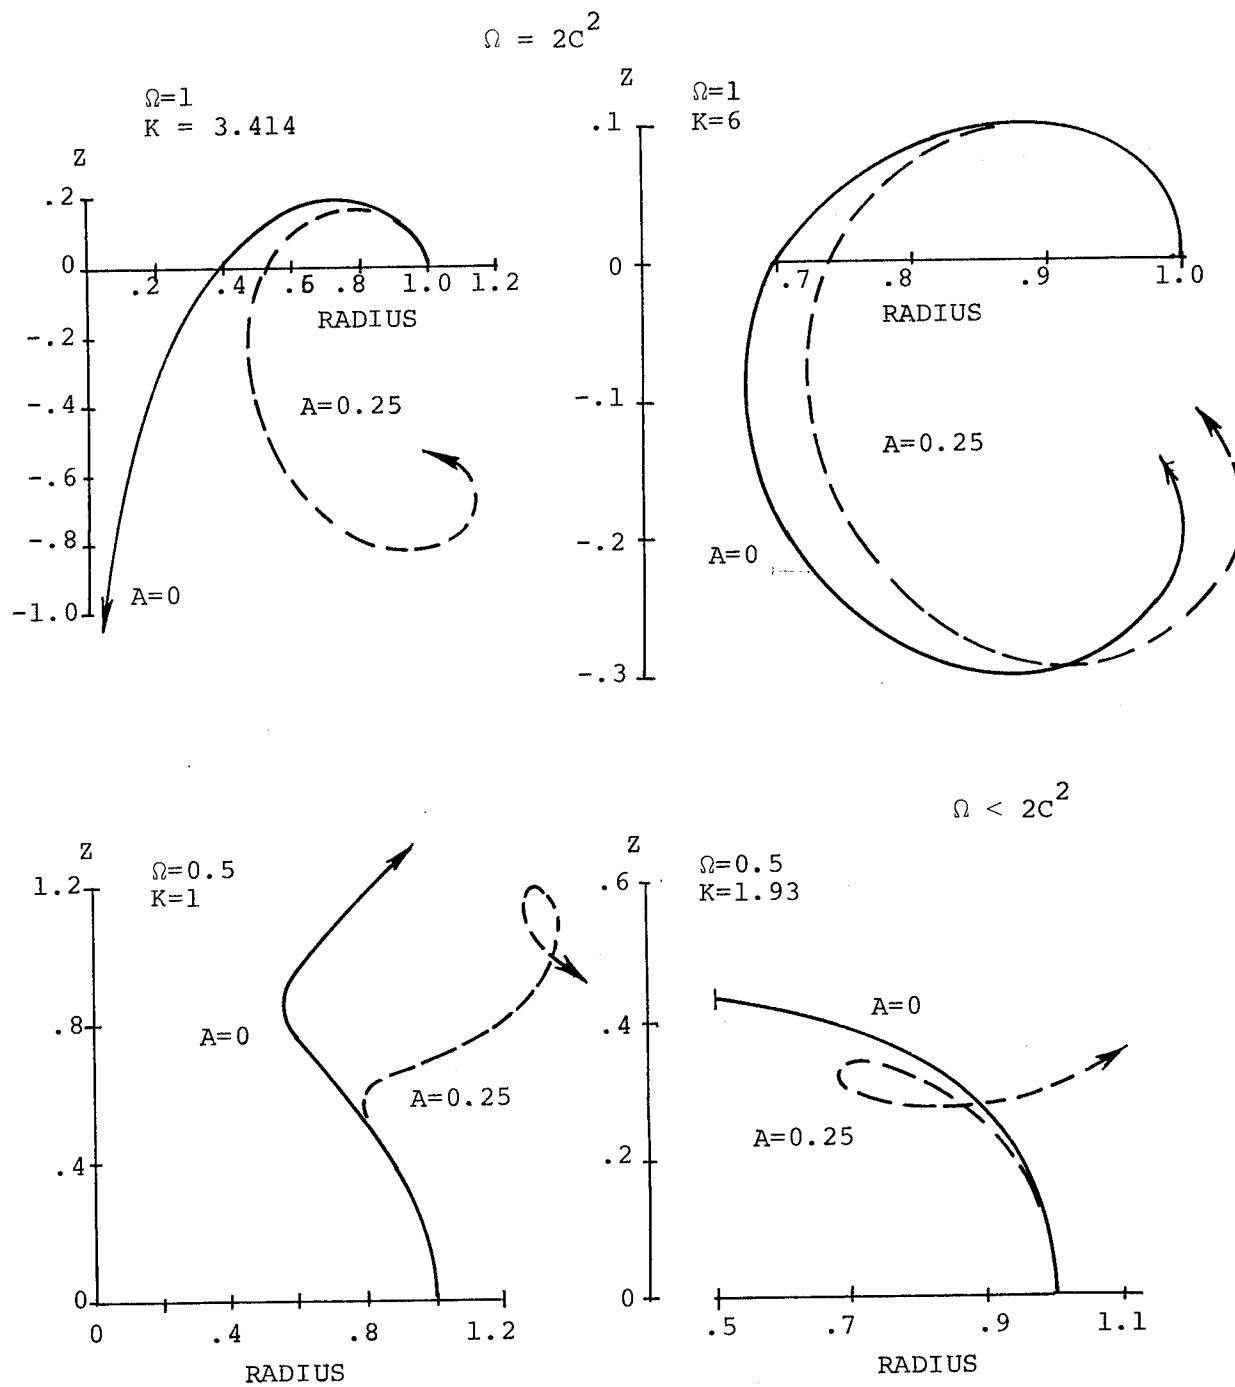 Ω = 2C²
Ω=1
K = 3.414
Z
.2
0
-.2
-.4
-.6
-.8
-1.0
.2 .4 .6 .8 1.0 1.2
RADIUS
A=0.25
A=0
Z
Ω=1
K=6
.1
0
-.1
-.2
-.3
.7 .8 .9 1.0
RADIUS
A=0.25
A=0
Z
Ω=0.5
K=1
1.2
.8
.4
0
A=0
A=0.25
0 .4 .8 1.2
RADIUS
Ω < 2C²
Z
Ω=0.5
K=1.93
.6
.4
.2
0
A=0
A=0.25
.5 .7 .9 1.1
RADIUS